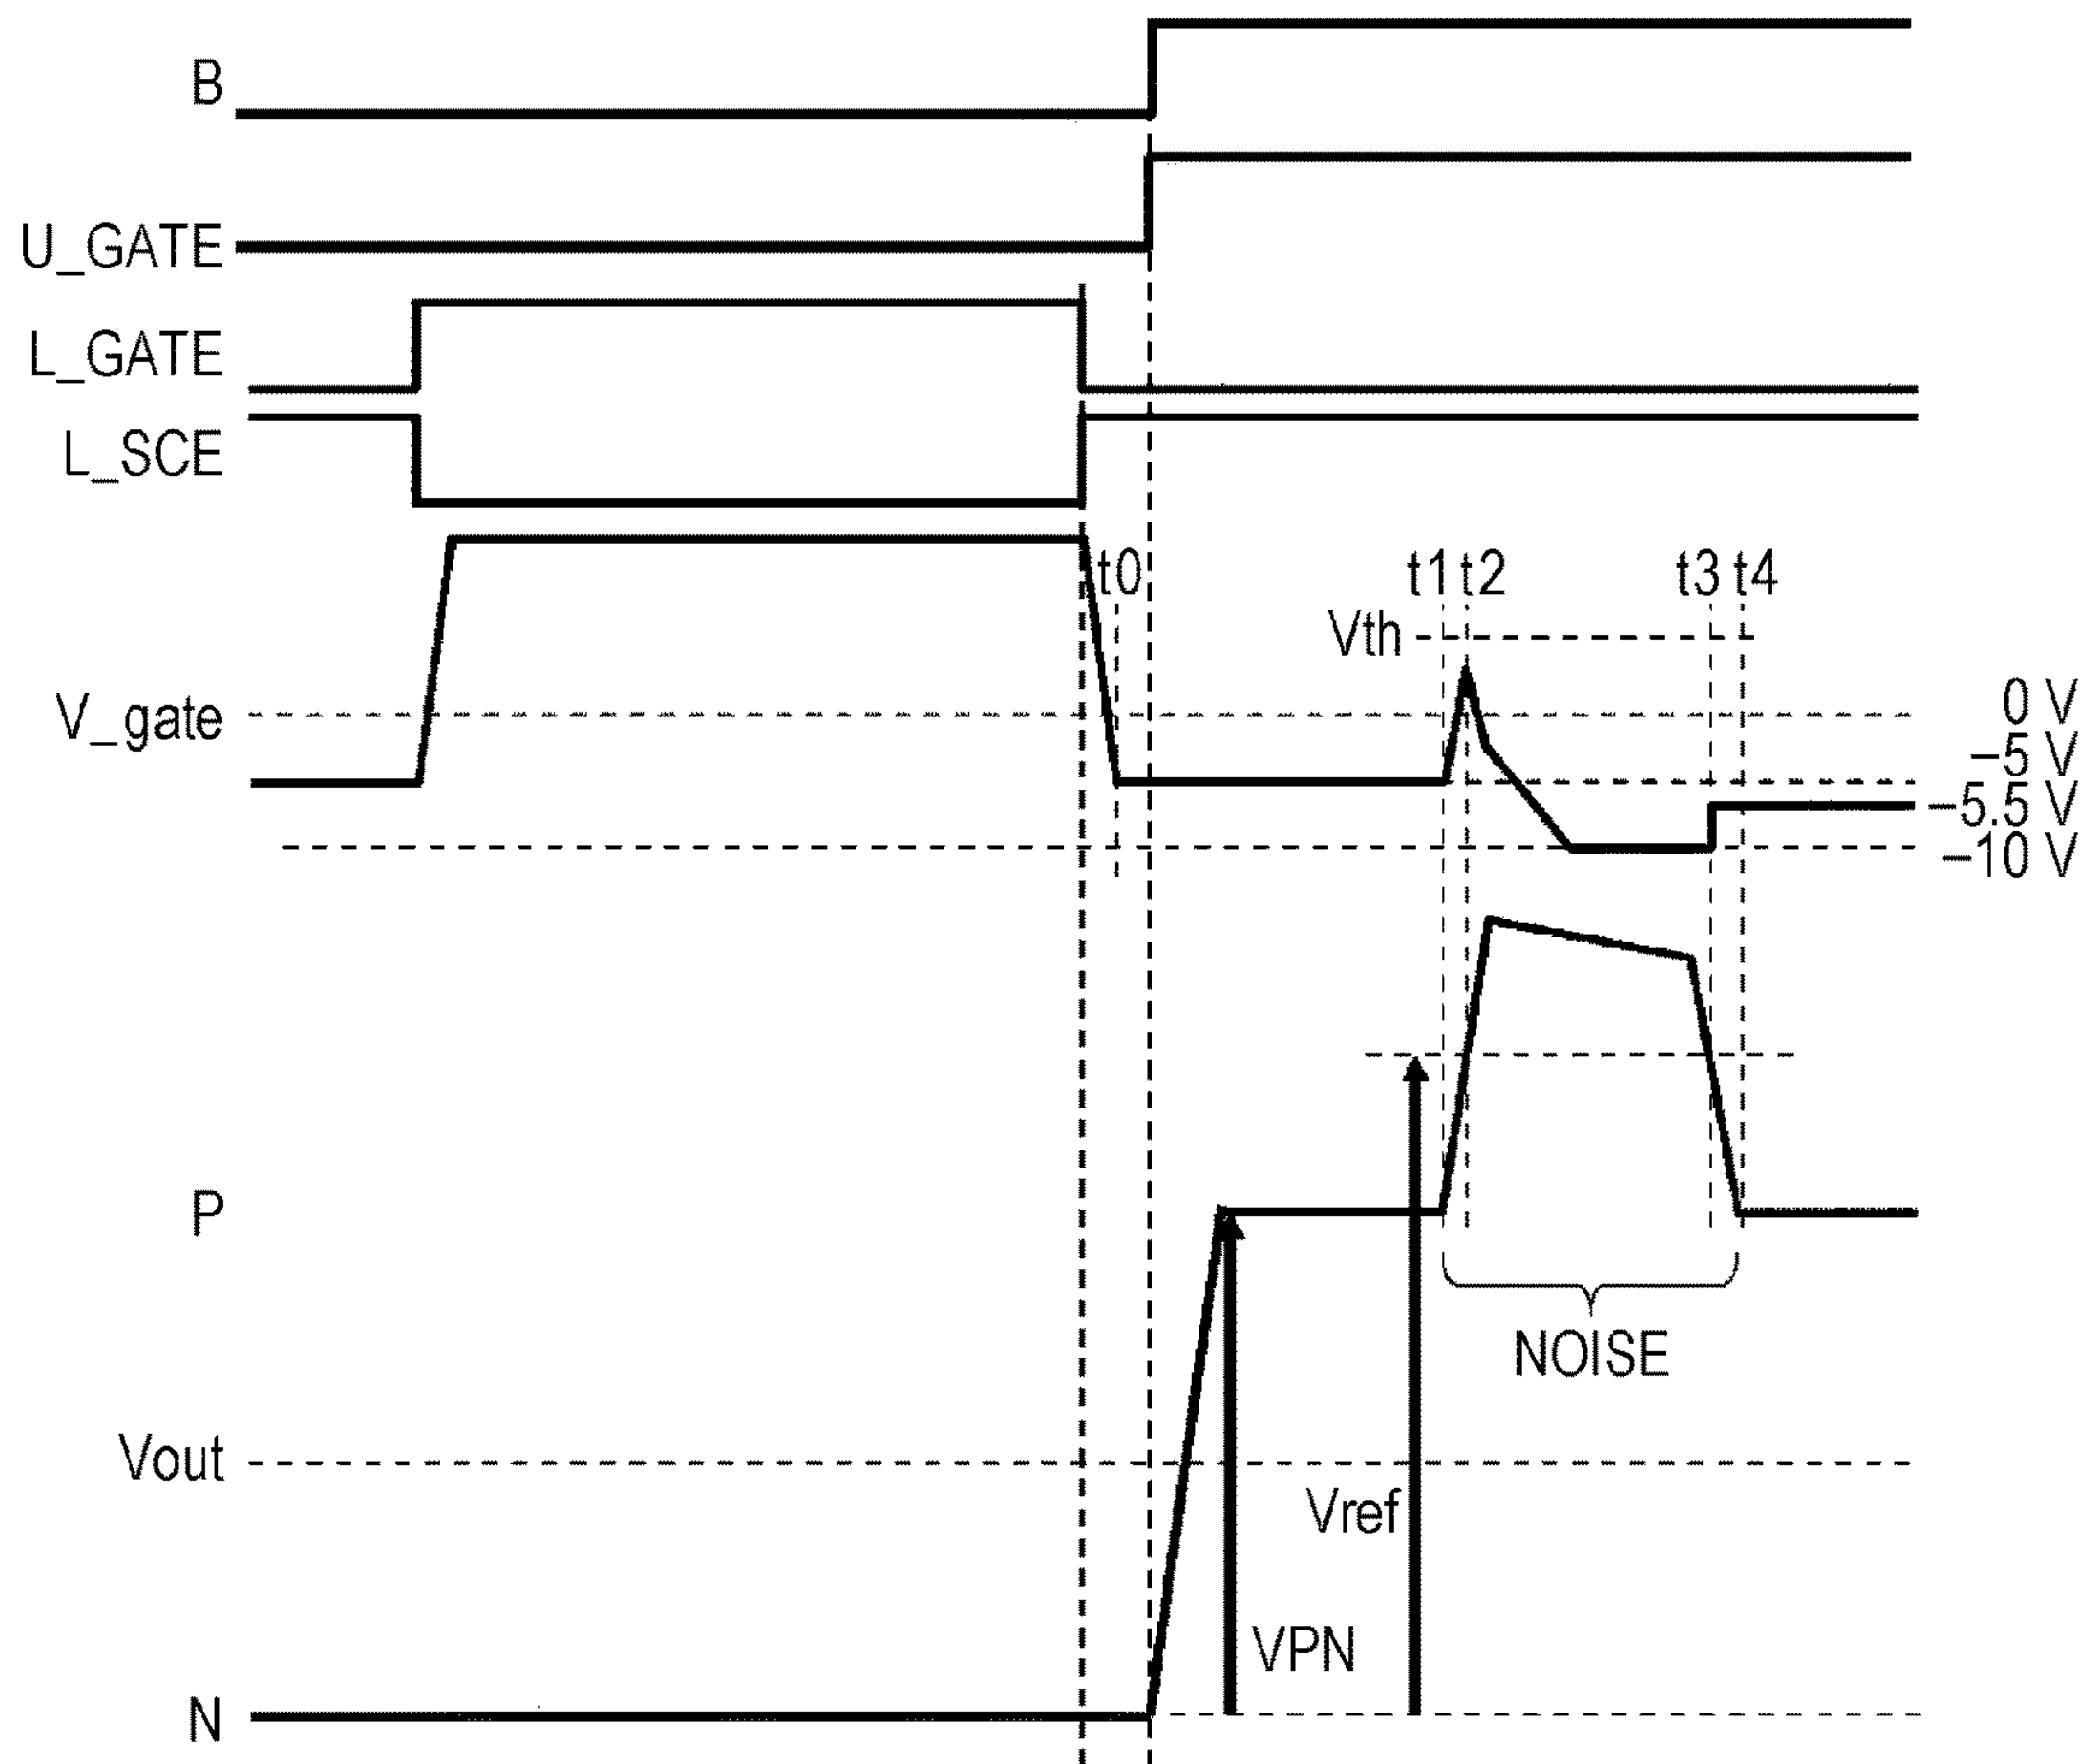 B
U_GATE
L_GATE
L_SCE
t0
t1 t2
t3 t4
Vth
V_gate
0 V
−5 V
−5.5 V
−10 V
P
NOISE
Vout
Vref
VPN
N